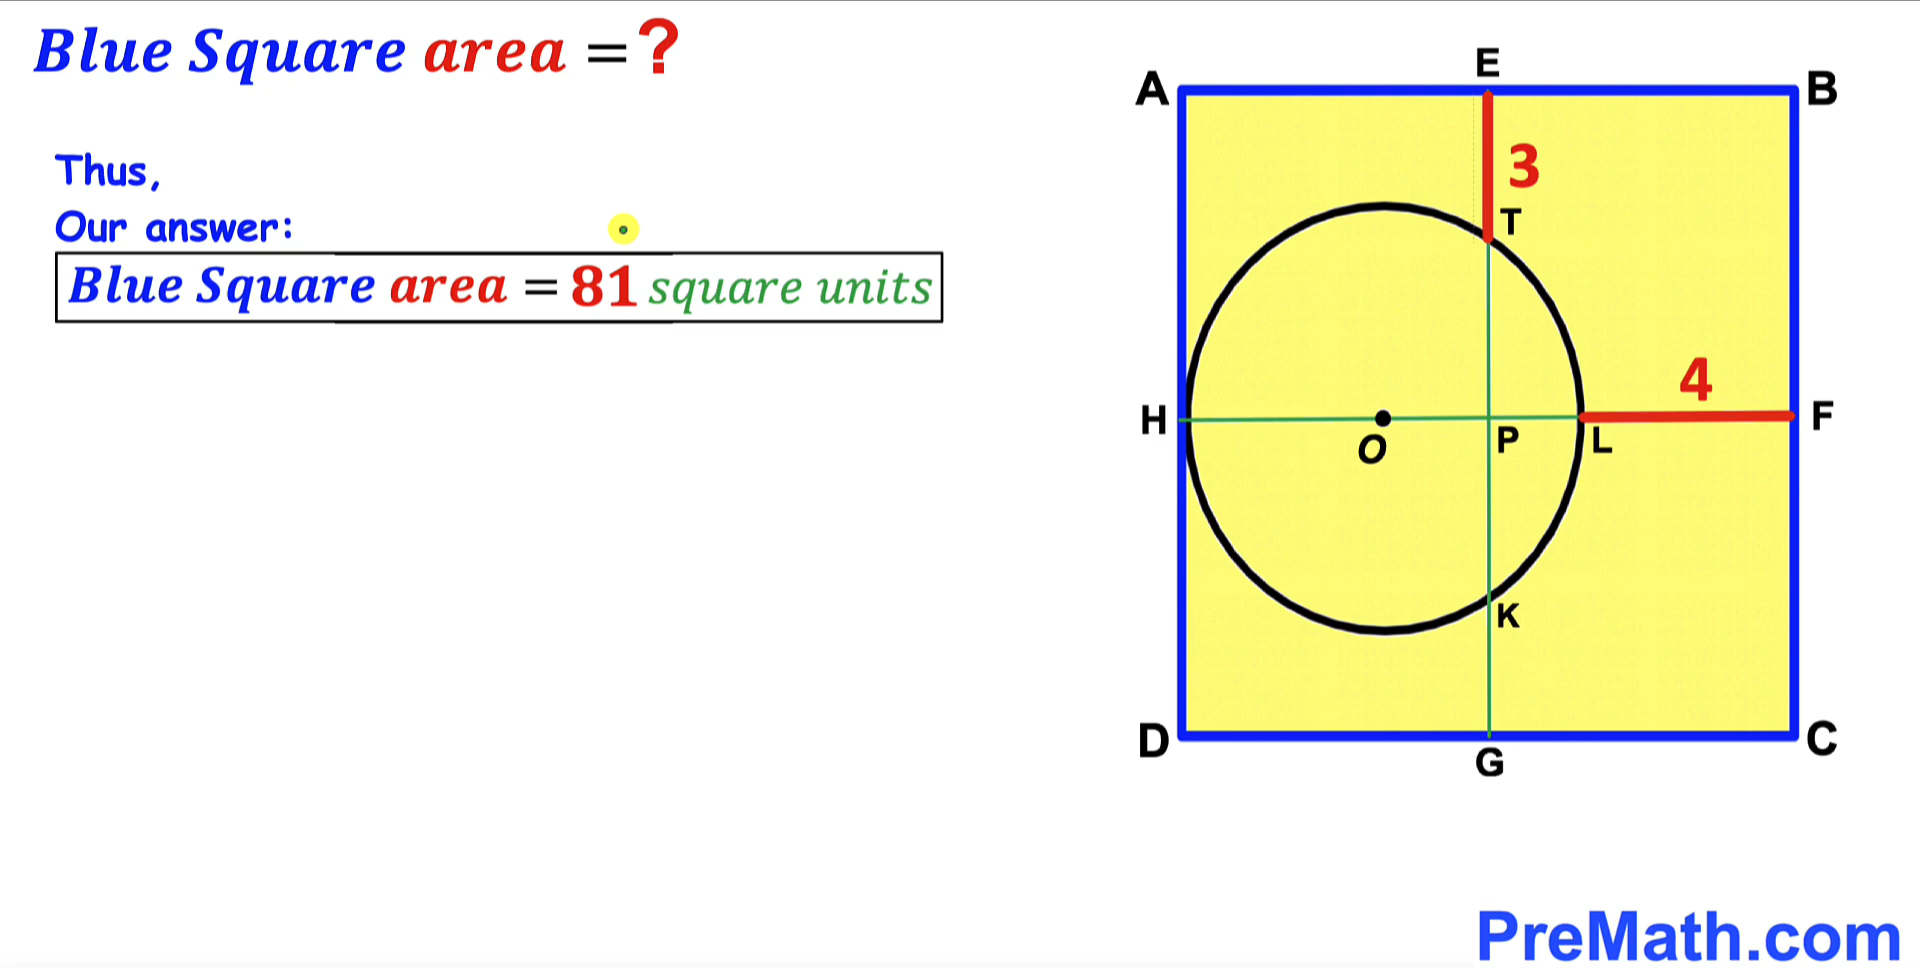 Blue Square area = ?
Thus,
Our answer:
Blue Square area = 81 square units
E
A
B
3
T
4
H
F
O
P
L
K
D
C
G
PreMath.com